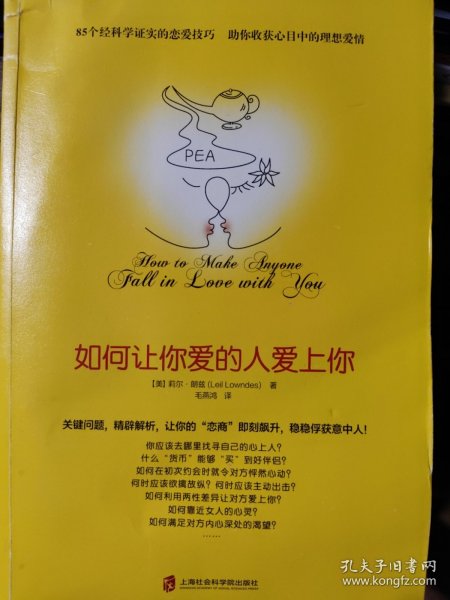 85个经科学证实的恋爱技巧 助你收获心目中的理想爱情
PEA
How to Make Anyone
Fall in Love with You
如何让你爱的人爱上你
【美】莉尔·朗兹（Leil Lowndes） 著
毛燕鸿 译
关键问题，精辟解析，让你的“恋商”即刻飙升，稳稳俘获意中人！
你应该去哪里找寻自己的心上人？
什么“货币”能够“买”到好伴侣？
如何在初次约会时就令对方怦然心动？
何时应该欲擒故纵？何时应该主动出击？
如何利用两性差异让对方爱上你？
如何靠近女人的心灵？
如何满足对方内心深处的渴望？
……
上海社会科学院出版社
孔夫子旧书网
www.kongfz.com